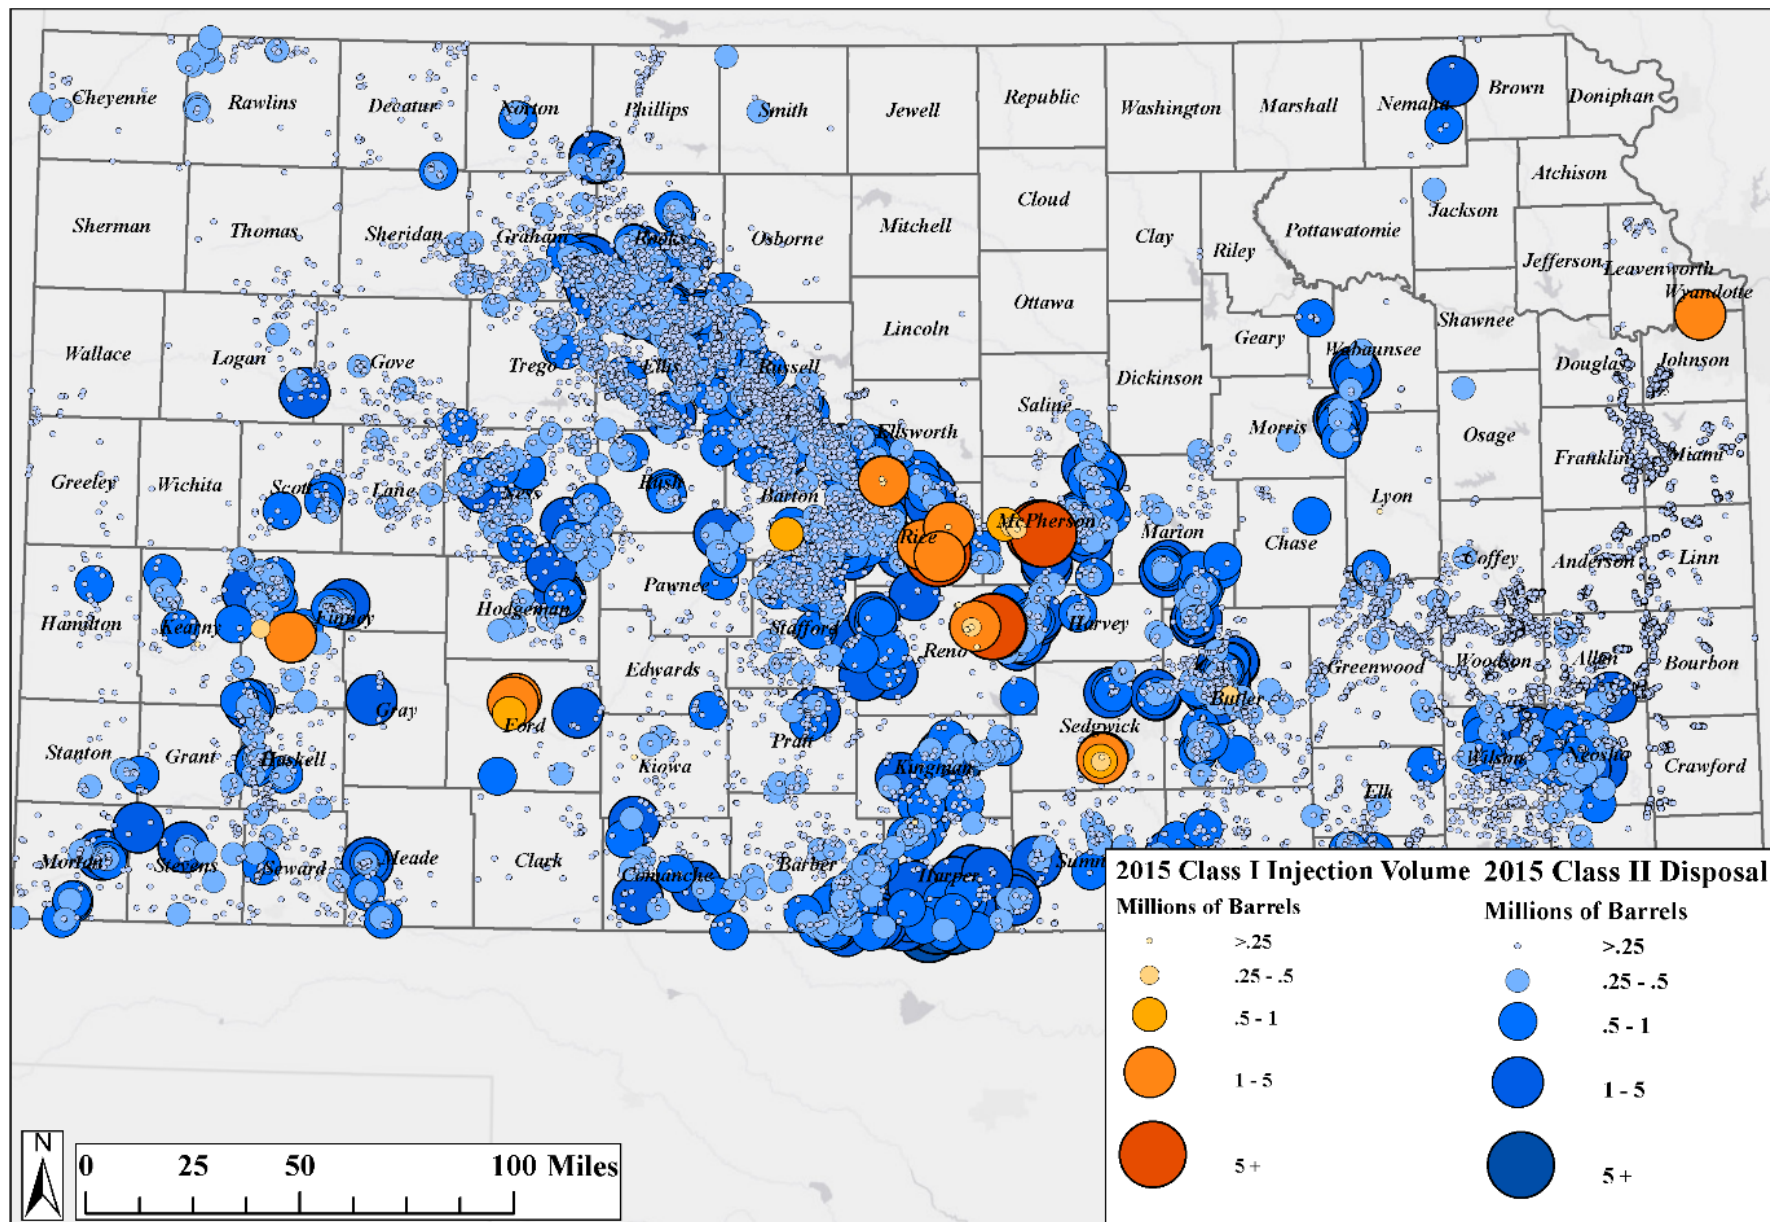 Cheyenne Rawlins Decatur Norton Phillips Smith Jewell Republic Washington Marshall Nemaha Brown Doniphan
Atchison
Sherman Thomas Sheridan Graham Rooks Osborne Mitchell Cloud Clay Riley Pottawatomie Jackson
Jefferson Leavenworth
Wyandotte
Wallace Logan Gove Trego Ellis Russell Lincoln Ottawa Dickinson Geary Wabaunsee Shawnee Douglas Johnson
Saline Morris Osage
Greeley Wichita Scott Lane Ness Rush Barton Ellsworth Franklin Miami
Rice McPherson Marion Chase Lyon Coffey Anderson Linn
Hamilton Kearny Finney Hodgeman Pawnee Stafford Reno Harvey
Edwards Greenwood Woodson Allen Bourbon
Gray Ford Pratt Sedgwick Butler
Stanton Grant Haskell Kiowa Kingman Elk Wilson Neosho Crawford
Morton Stevens Seward Meade Clark Comanche Barber Harper Sumn
2015 Class I Injection Volume
Millions of Barrels
>.25
.25 - .5
.5 - 1
1 - 5
5 +
2015 Class II Disposal
Millions of Barrels
>.25
.25 - .5
.5 - 1
1 - 5
5 +
N
0 25 50 100 Miles